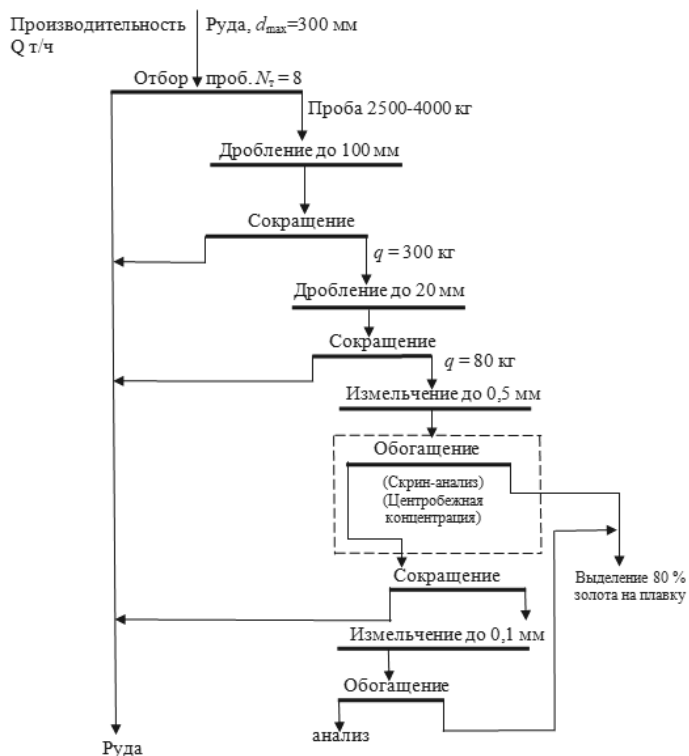 Производительность
Q т/ч
Руда, dmax=300 мм
Отбор проб. Nт = 8
Проба 2500-4000 кг
Дробление до 100 мм
Сокращение
q = 300 кг
Дробление до 20 мм
Сокращение
q = 80 кг
Измельчение до 0,5 мм
Обогащение
(Скрин-анализ)
(Центробежная
концентрация)
Выделение 80 %
золота на плавку
Сокращение
Измельчение до 0,1 мм
Обогащение
анализ
Руда